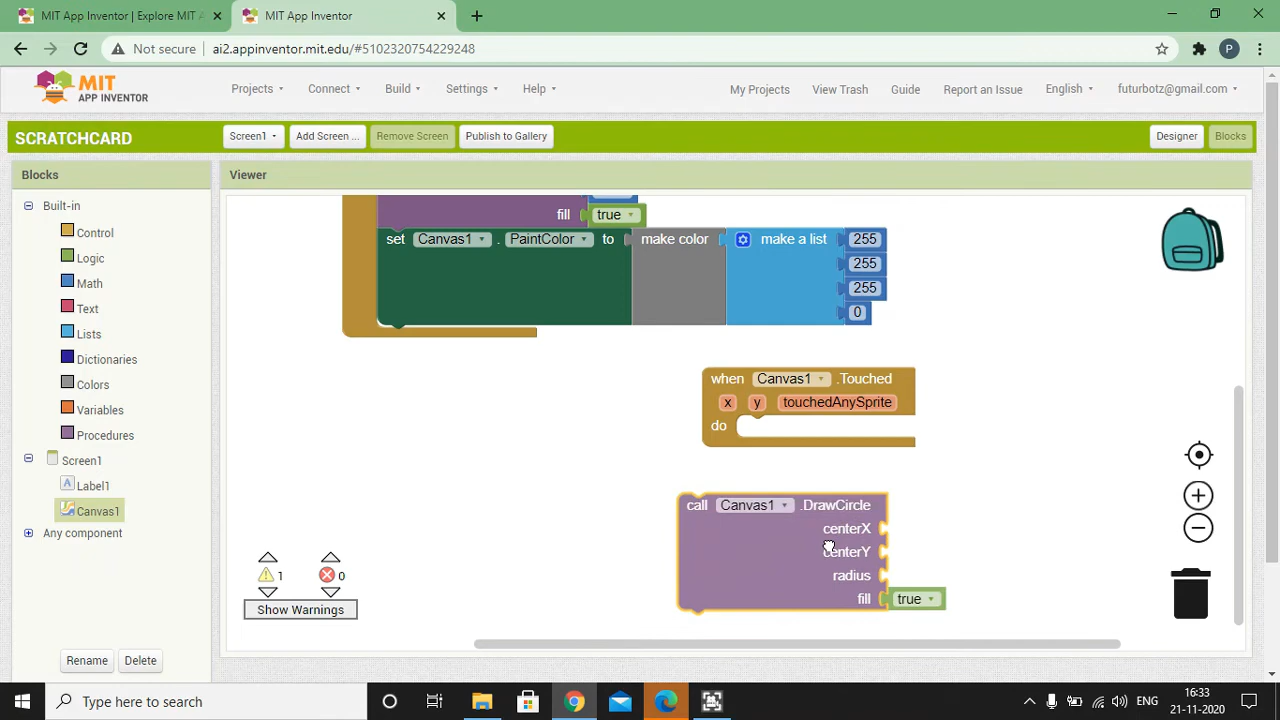 MIT App Inventor | Explore MIT A
MIT App Inventor
Not secure ai2.appinventor.mit.edu/#5102320754229248
P
MIT
APP INVENTOR
Projects Connect Build Settings Help My Projects View Trash Guide Report an Issue English futurbotz@gmail.com
SCRATCHCARD Screen1 Add Screen ... Remove Screen Publish to Gallery Designer Blocks
Blocks
Viewer
Built-in
Control
Logic
Math
Text
Lists
Dictionaries
Colors
Variables
Procedures
Screen1
Label1
Canvas1
Any component
Rename Delete
fill true
set Canvas1 . PaintColor to make color make a list 255
255
255
0
when Canvas1 .Touched
x y touchedAnySprite
do
call Canvas1 .DrawCircle
centerX
centerY
radius
fill true
1 0
Show Warnings
Type here to search
ENG
16:33
21-11-2020